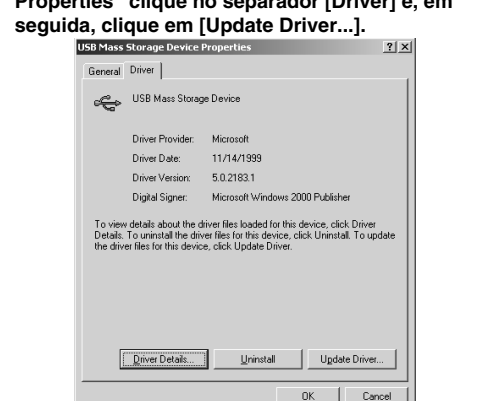 Properties" clique no separador [Driver] e, em
seguida, clique em [Update Driver...].
USB Mass Storage Device Properties
General Driver
USB Mass Storage Device
Driver Provider: Microsoft
Driver Date: 11/14/1999
Driver Version: 5.0.2183.1
Digital Signer: Microsoft Windows 2000 Publisher
To view details about the driver files loaded for this device, click Driver
Details. To uninstall the driver files for this device, click Uninstall. To update
the driver files for this device, click Update Driver.
Driver Details... Uninstall Update Driver...
OK Cancel